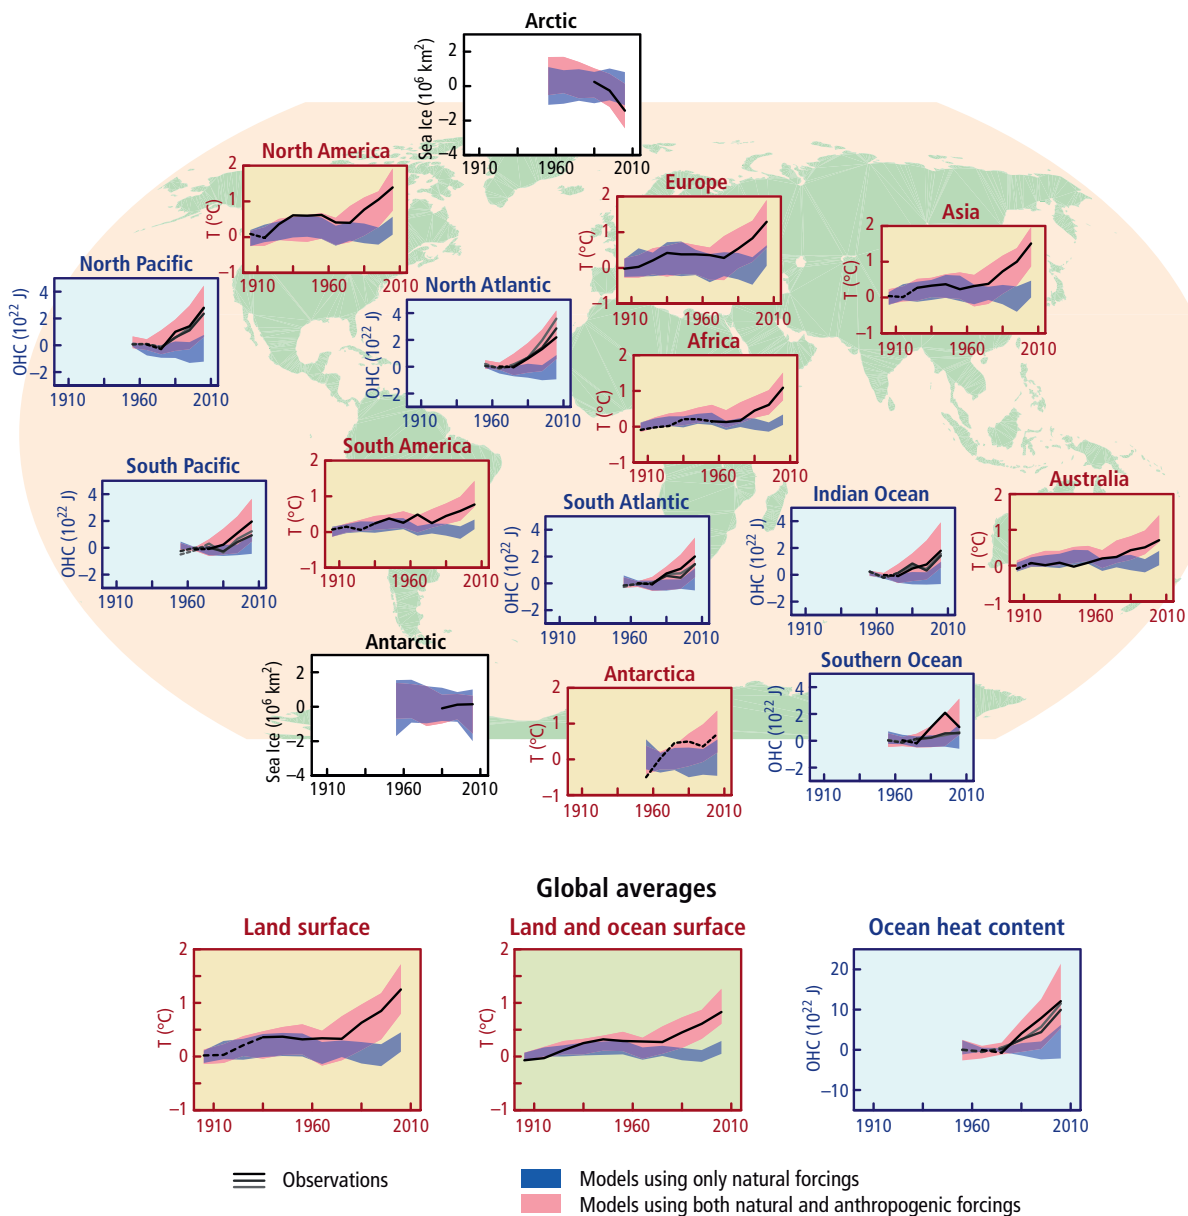 Arctic
Sea Ice (10⁶ km²)
2
0
−2
−4
1910 1960 2010
North America
T (°C)
2
1
0
−1
1910 1960 2010
Europe
T (°C)
2
1
0
−1
1910 1960 2010
Asia
T (°C)
2
1
0
−1
1910 1960 2010
North Pacific
OHC (10²² J)
4
2
0
−2
1910 1960 2010
North Atlantic
OHC (10²² J)
4
2
0
−2
1910 1960 2010
Africa
T (°C)
2
1
0
−1
1910 1960 2010
South Pacific
OHC (10²² J)
4
2
0
−2
1910 1960 2010
South America
T (°C)
2
1
0
−1
1910 1960 2010
South Atlantic
OHC (10²² J)
4
2
0
−2
1910 1960 2010
Indian Ocean
OHC (10²² J)
4
2
0
−2
1910 1960 2010
Australia
T (°C)
2
1
0
−1
1910 1960 2010
Antarctic
Sea Ice (10⁶ km²)
2
0
−2
−4
1910 1960 2010
Antarctica
T (°C)
2
1
0
−1
1910 1960 2010
Southern Ocean
OHC (10²² J)
4
2
0
−2
1910 1960 2010
Global averages
Land surface
T (°C)
2
1
0
−1
1910 1960 2010
Land and ocean surface
T (°C)
2
1
0
−1
1910 1960 2010
Ocean heat content
OHC (10²² J)
20
10
0
−10
1910 1960 2010
Observations
Models using only natural forcings
Models using both natural and anthropogenic forcings